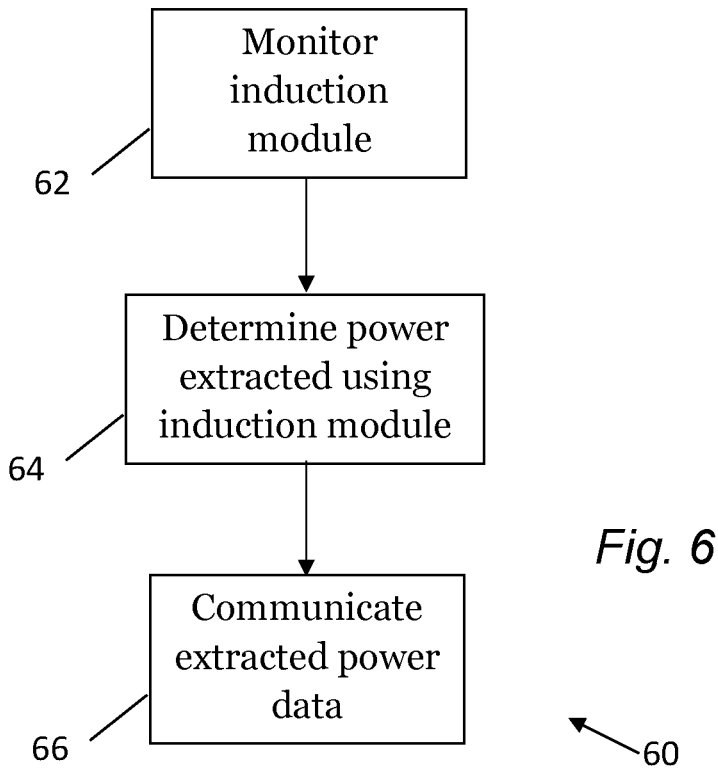 Monitor
induction
module
62
Determine power
extracted using
induction module
64
Fig. 6
Communicate
extracted power
data
66
60